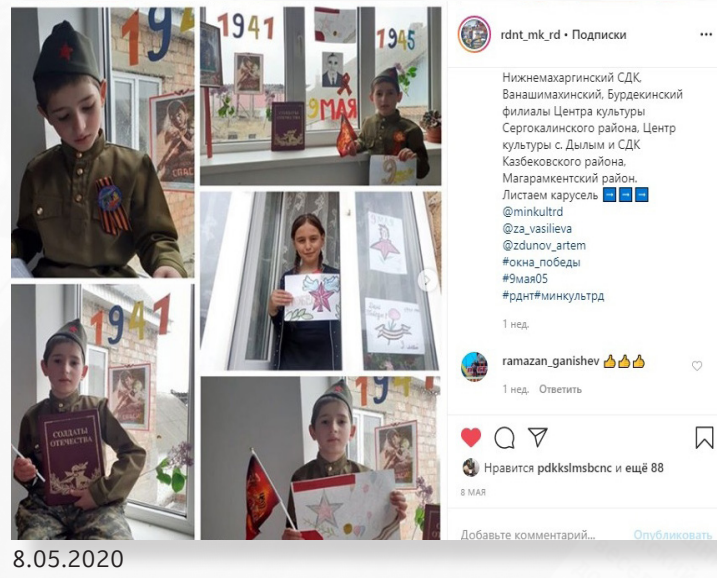 1941
1941
1945
9
МАЯ
СОЛДАТЫ
ОТЕЧЕСТВА
1941
1945
rdnt_mk_rd • Подписки
Нижнемахаргинский СДК,
Ванашимахинский, Бурдекинский
филиалы Центра культуры
Сергокалинского района, Центр
культуры с. Дылым и СДК
Казбековского района,
Магарамкентский район.
Листаем карусель ➡➡➡
@minkultrd
@za_vasilieva
@zdunov_artem
#окна_победы
#9мая05
#рднт#минкультрд
1 нед.
ramazan_ganishev 👍👍👍
1 нед. Ответить
Нравится pdkkslmsbcnc и ещё 88
8 МАЯ
Добавьте комментарий... Опубликовать
8.05.2020